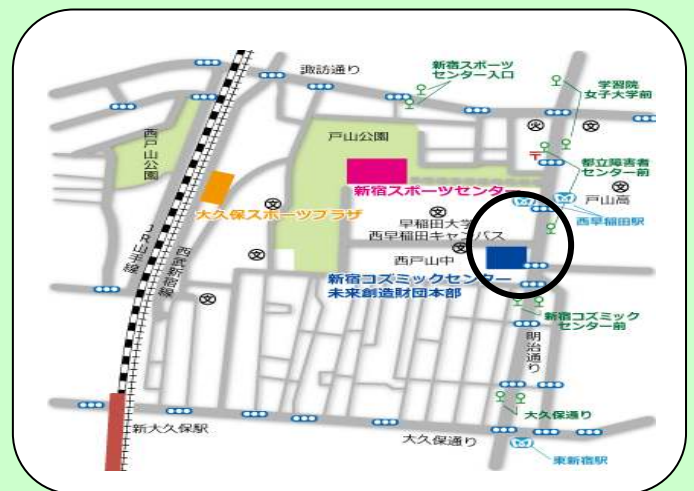 諏訪通り
新宿スポーツ
センター入口
学習院
女子大学前
西戸山公園
戸山公園
新宿スポーツセンター
都立障害者
センター前
戸山高
西早稲田駅
大久保スポーツプラザ
早稲田大学
西早稲田キャンパス
西戸山中
JR山手線
西武新宿線
新宿コズミックセンター
未来創造財団本部
新宿コズミック
センター前
明治通り
大久保通り
新大久保駅
大久保通り
東新宿駅
文
文
文
文
文
文
文
火
〒